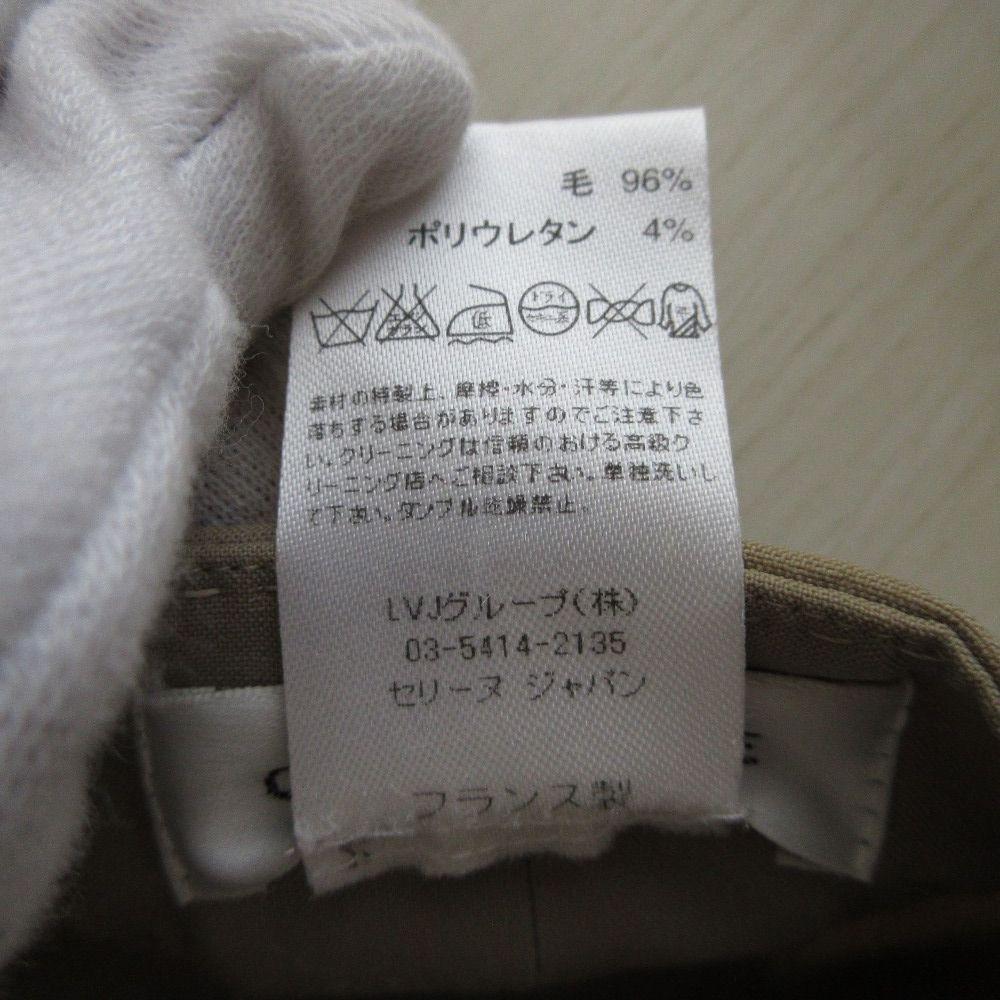 毛 96%
ポリウレタン 4%
低
ドライ
素材の特製上、摩擦・水分・汗等により色
落ちする場合がありますのでご注意下さ
い。クリーニングは信頼のおける高級ク
リーニング店へご相談下さい。単独洗いし
て下さい。タンブル乾燥禁止。
LVJグループ(株)
03-5414-2135
セリーヌ ジャパン
フランス製